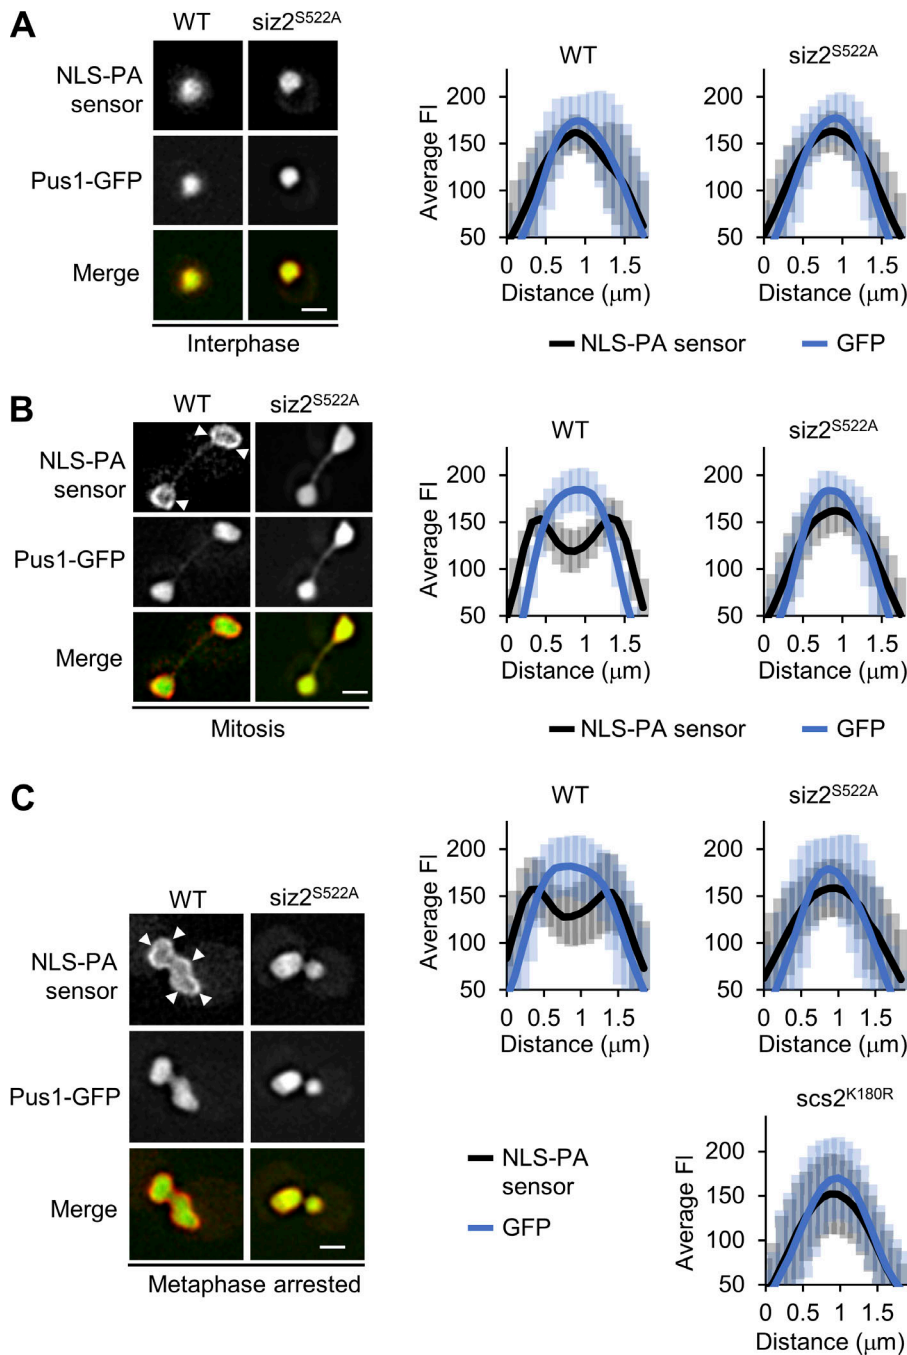 A
WT siz2S522A
NLS-PA
sensor
Pus1-GFP
Merge
Interphase
WT
Average FI
200
150
100
50
0 0.5 1 1.5
Distance (μm)
siz2S522A
200
150
100
50
0 0.5 1 1.5
Distance (μm)
NLS-PA sensor GFP
B
WT siz2S522A
NLS-PA
sensor
Pus1-GFP
Merge
Mitosis
WT
Average FI
200
150
100
50
0 0.5 1 1.5
Distance (μm)
siz2S522A
200
150
100
50
0 0.5 1 1.5
Distance (μm)
NLS-PA sensor GFP
C
WT siz2S522A
NLS-PA
sensor
Pus1-GFP
Merge
Metaphase arrested
WT
Average FI
200
150
100
50
0 0.5 1 1.5
Distance (μm)
siz2S522A
200
150
100
50
0 0.5 1 1.5
Distance (μm)
NLS-PA
sensor
GFP
scs2K180R
Average FI
200
150
100
50
0 0.5 1 1.5
Distance (μm)